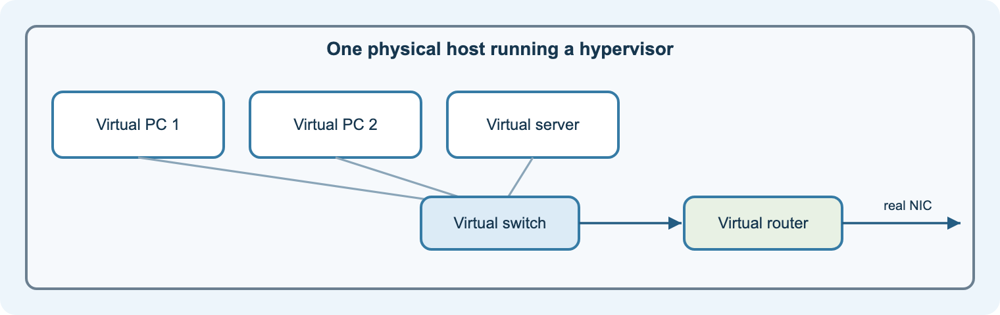 One physical host running a hypervisor
Virtual PC 1
Virtual PC 2
Virtual server
Virtual switch
Virtual router
real NIC